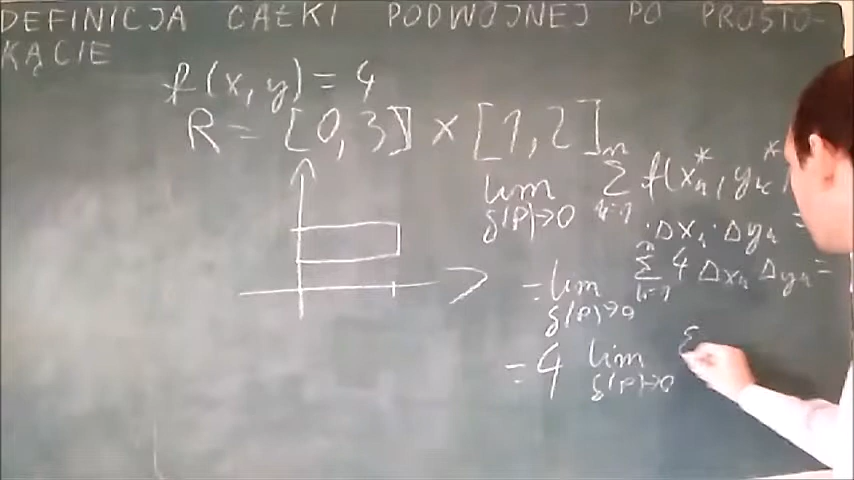 DEFINICJA CAŁKI PODWÓJNEJ PO PROSTO-
KĄCIE
f(x,y) = 4
R = [0,3] × [1,2]
lim δ(P)→0 n Σ k=1 f(x*k, y*k
·Δxk·Δyk =
= lim δ(P)→0 n Σ k=1 4 Δxk Δyk =
= 4 lim δ(P)→0